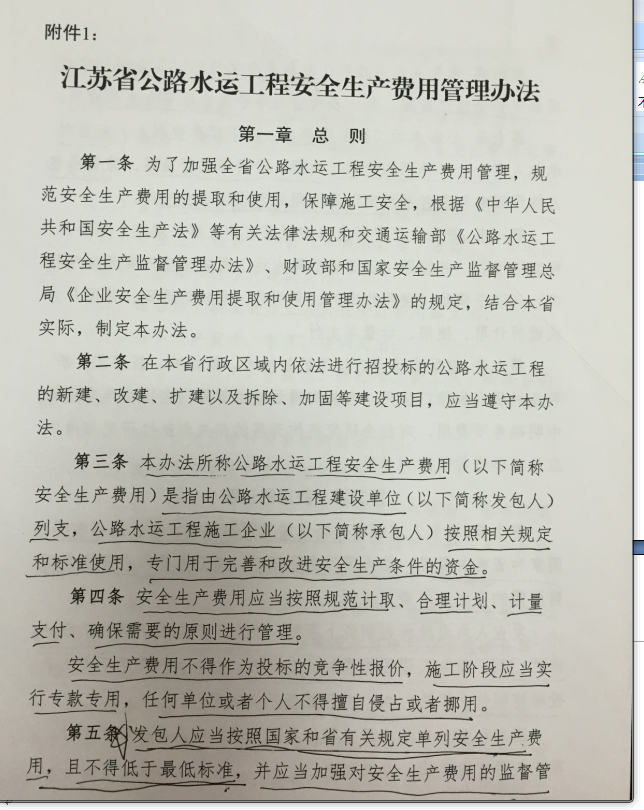 附件1：
江苏省公路水运工程安全生产费用管理办法
第一章 总 则
第一条 为了加强全省公路水运工程安全生产费用管理，规
范安全生产费用的提取和使用，保障施工安全，根据《中华人民
共和国安全生产法》等有关法律法规和交通运输部《公路水运工
程安全生产监督管理办法》、财政部和国家安全生产监督管理总
局《企业安全生产费用提取和使用管理办法》的规定，结合本省
实际，制定本办法。
第二条 在本省行政区域内依法进行招投标的公路水运工程
的新建、改建、扩建以及拆除、加固等建设项目，应当遵守本办
法。
第三条 本办法所称公路水运工程安全生产费用（以下简称
安全生产费用）是指由公路水运工程建设单位（以下简称发包人）
列支，公路水运工程施工企业（以下简称承包人）按照相关规定
和标准使用，专门用于完善和改进安全生产条件的资金。
第四条 安全生产费用应当按照规范计取、合理计划、计量
支付、确保需要的原则进行管理。
安全生产费用不得作为投标的竞争性报价，施工阶段应当实
行专款专用，任何单位或者个人不得擅自侵占或者挪用。
第五条 发包人应当按照国家和省有关规定单列安全生产费
用，且不得低于最低标准，并应当加强对安全生产费用的监督管